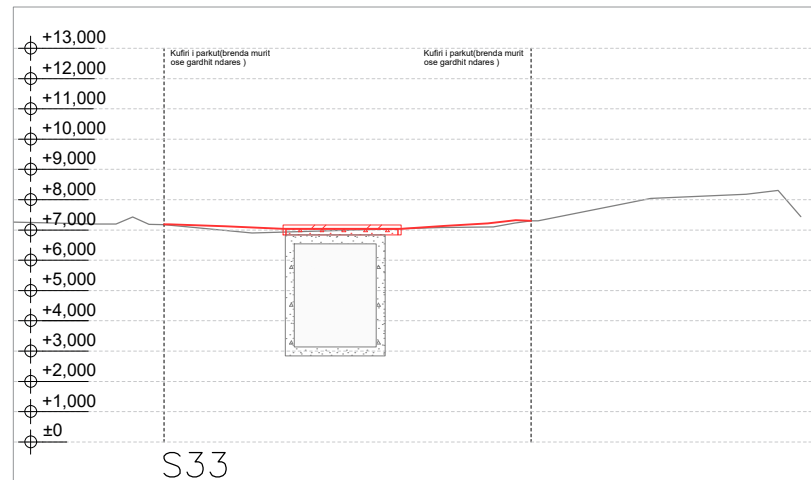 +13,000
Kufiri i parkut(brenda murit
ose gardhit ndares )
Kufiri i parkut(brenda murit
ose gardhit ndares )
+12,000
+11,000
+10,000
+9,000
+8,000
+7,000
+6,000
+5,000
+4,000
+3,000
+2,000
+1,000
±0
S33